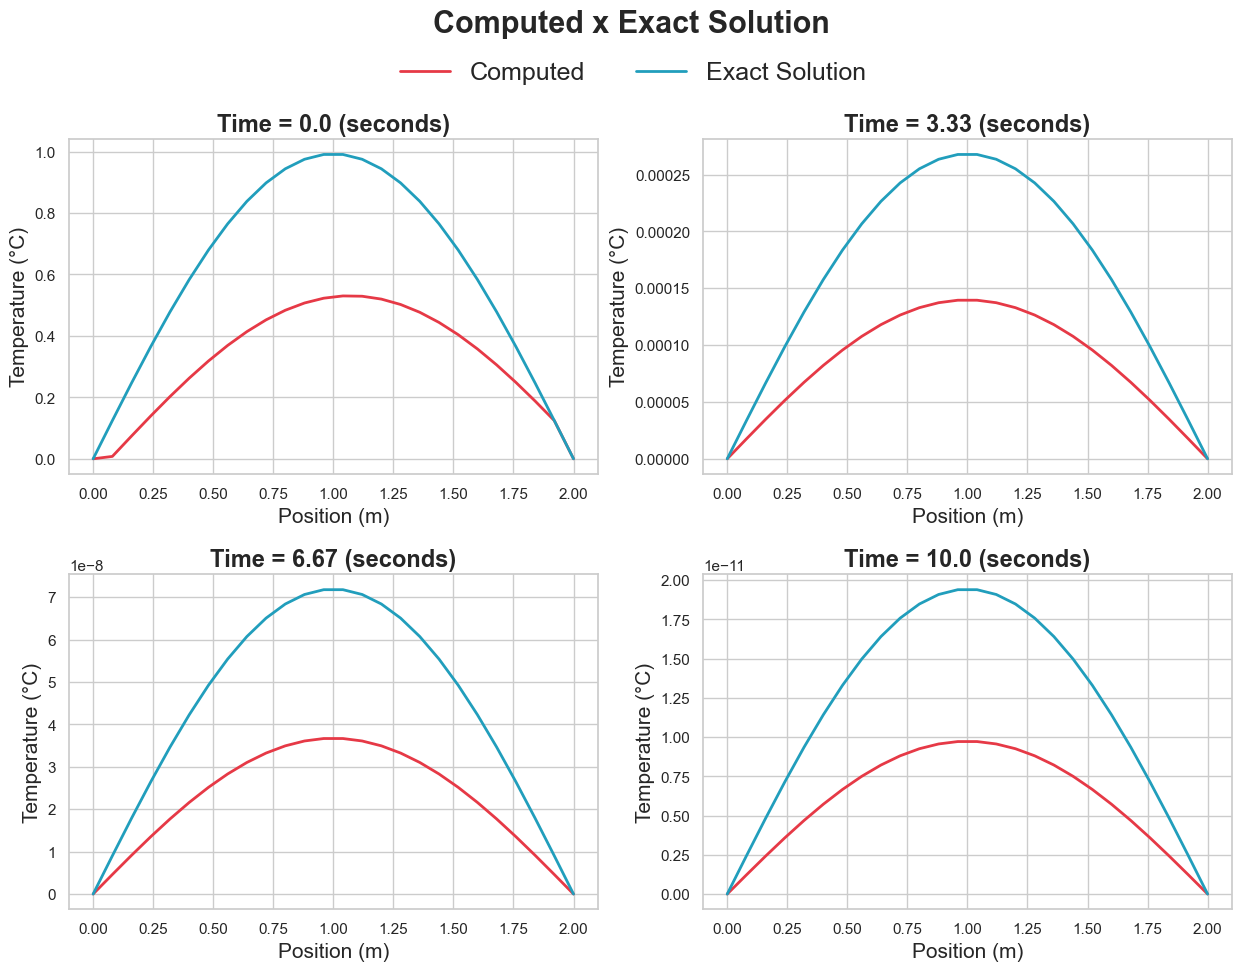 Computed x Exact Solution
Computed Exact Solution
Time = 0.0 (seconds)
Temperature (°C)
1.0
0.8
0.6
0.4
0.2
0.0
0.00 0.25 0.50 0.75 1.00 1.25 1.50 1.75 2.00
Position (m)
Time = 3.33 (seconds)
Temperature (°C)
0.00025
0.00020
0.00015
0.00010
0.00005
0.00000
0.00 0.25 0.50 0.75 1.00 1.25 1.50 1.75 2.00
Position (m)
Time = 6.67 (seconds)
1e−8
Temperature (°C)
7
6
5
4
3
2
1
0
0.00 0.25 0.50 0.75 1.00 1.25 1.50 1.75 2.00
Position (m)
Time = 10.0 (seconds)
1e−11
Temperature (°C)
2.00
1.75
1.50
1.25
1.00
0.75
0.50
0.25
0.00
0.00 0.25 0.50 0.75 1.00 1.25 1.50 1.75 2.00
Position (m)